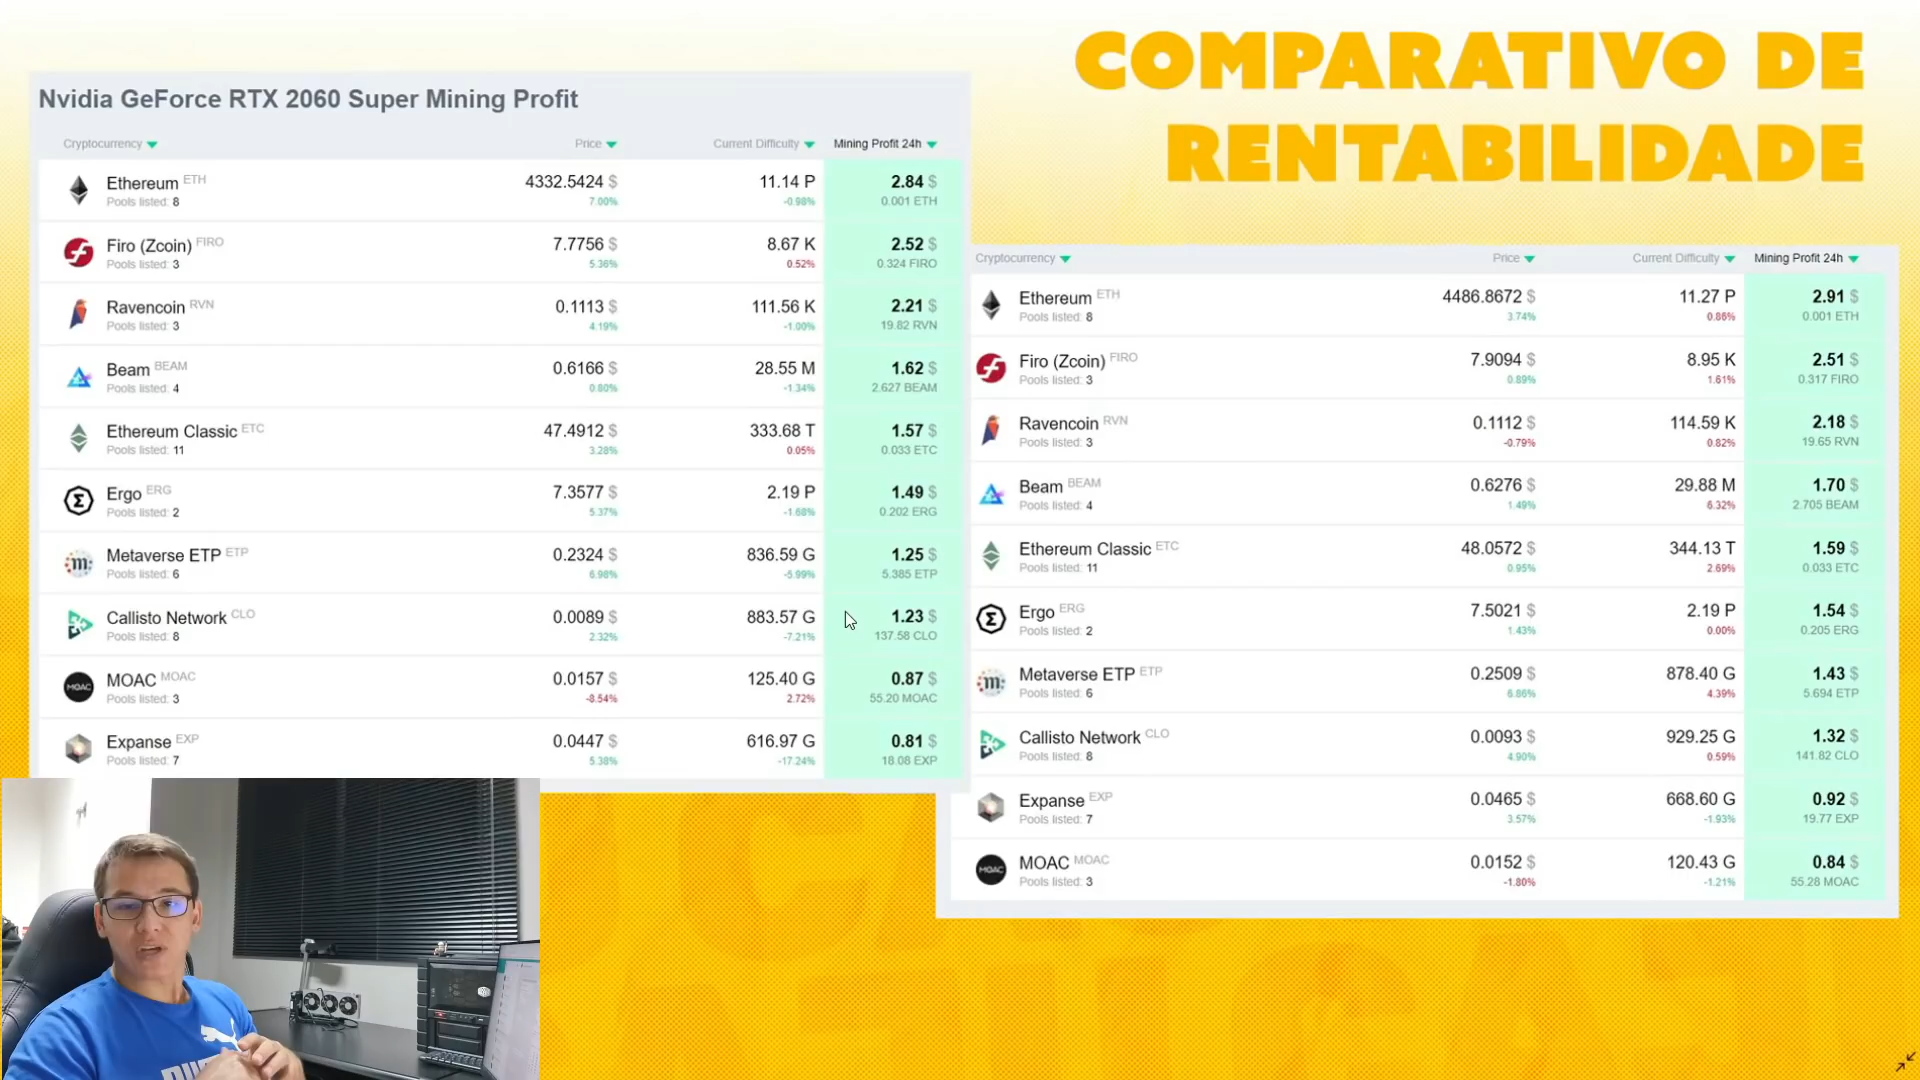 COMPARATIVO DE
RENTABILIDADE
Nvidia GeForce RTX 2060 Super Mining Profit
Cryptocurrency Price Current Difficulty Mining Profit 24h
Ethereum ETH 4332.5424 $ 11.14 P 2.84 $
Pools listed: 8 7.00% -0.98% 0.001 ETH
Firo (Zcoin) FIRO 7.7756 $ 8.67 K 2.52 $
Pools listed: 3 5.36% 0.52% 0.324 FIRO
Ravencoin RVN 0.1113 $ 111.56 K 2.21 $
Pools listed: 3 4.19% -1.00% 19.82 RVN
Beam BEAM 0.6166 $ 28.55 M 1.62 $
Pools listed: 4 0.80% -1.34% 2.627 BEAM
Ethereum Classic ETC 47.4912 $ 333.68 T 1.57 $
Pools listed: 11 3.28% 0.05% 0.033 ETC
Ergo ERG 7.3577 $ 2.19 P 1.49 $
Pools listed: 2 5.37% -1.68% 0.202 ERG
Metaverse ETP ETP 0.2324 $ 836.59 G 1.25 $
Pools listed: 6 6.98% -5.99% 5.385 ETP
Callisto Network CLO 0.0089 $ 883.57 G 1.23 $
Pools listed: 8 2.32% -7.21% 137.58 CLO
MOAC MOAC 0.0157 $ 125.40 G 0.87 $
Pools listed: 3 -8.54% 2.72% 55.20 MOAC
Expanse EXP 0.0447 $ 616.97 G 0.81 $
Pools listed: 7 5.38% -17.24% 18.08 EXP
Cryptocurrency Price Current Difficulty Mining Profit 24h
Ethereum ETH 4486.8672 $ 11.27 P 2.91 $
Pools listed: 8 3.74% 0.86% 0.001 ETH
Firo (Zcoin) FIRO 7.9094 $ 8.95 K 2.51 $
Pools listed: 3 0.89% 1.61% 0.317 FIRO
Ravencoin RVN 0.1112 $ 114.59 K 2.18 $
Pools listed: 3 -0.79% 0.82% 19.65 RVN
Beam BEAM 0.6276 $ 29.88 M 1.70 $
Pools listed: 4 1.49% 6.32% 2.705 BEAM
Ethereum Classic ETC 48.0572 $ 344.13 T 1.59 $
Pools listed: 11 0.95% 2.69% 0.033 ETC
Ergo ERG 7.5021 $ 2.19 P 1.54 $
Pools listed: 2 1.43% 0.00% 0.205 ERG
Metaverse ETP ETP 0.2509 $ 878.40 G 1.43 $
Pools listed: 6 6.86% 4.39% 5.694 ETP
Callisto Network CLO 0.0093 $ 929.25 G 1.32 $
Pools listed: 8 4.90% 0.59% 141.82 CLO
Expanse EXP 0.0465 $ 668.60 G 0.92 $
Pools listed: 7 3.57% -1.93% 19.77 EXP
MOAC MOAC 0.0152 $ 120.43 G 0.84 $
Pools listed: 3 -1.80% -1.21% 55.28 MOAC